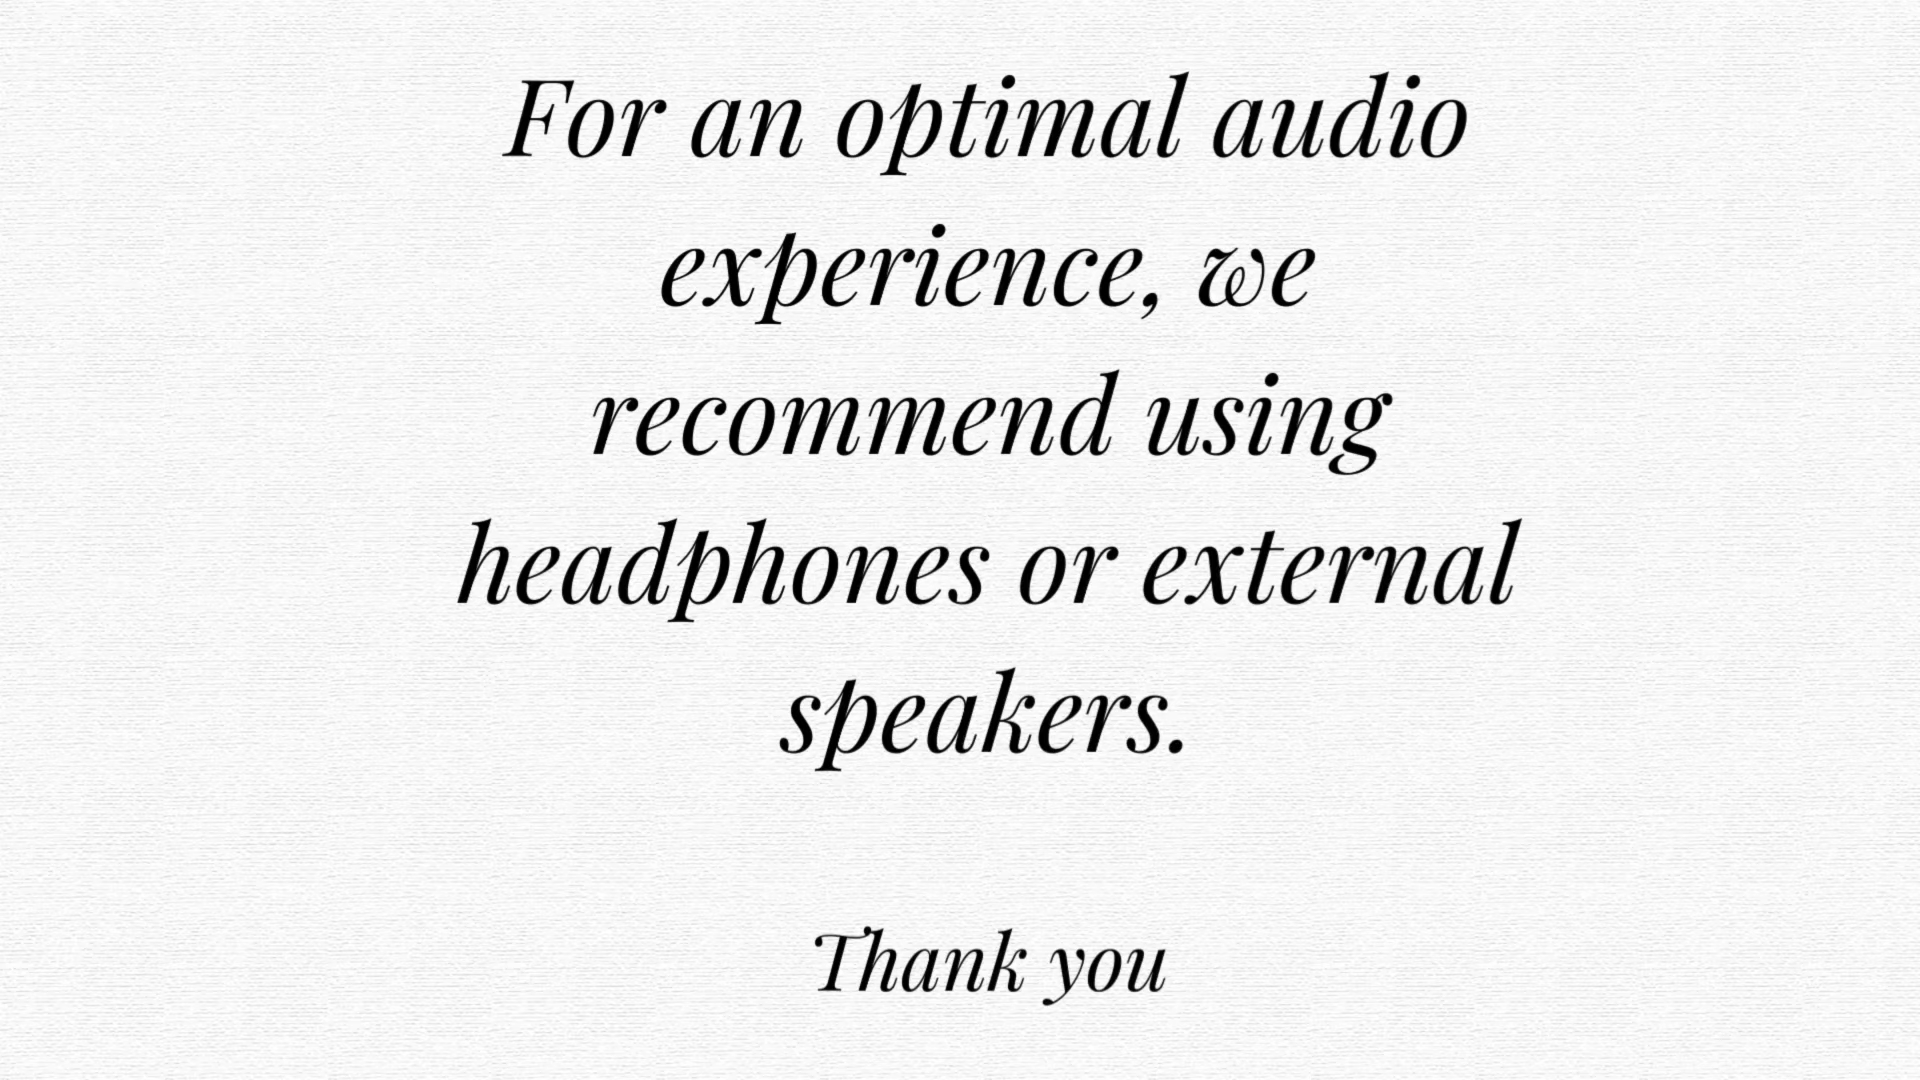 For an optimal audio
experience, we
recommend using
headphones or external
speakers.
Thank you